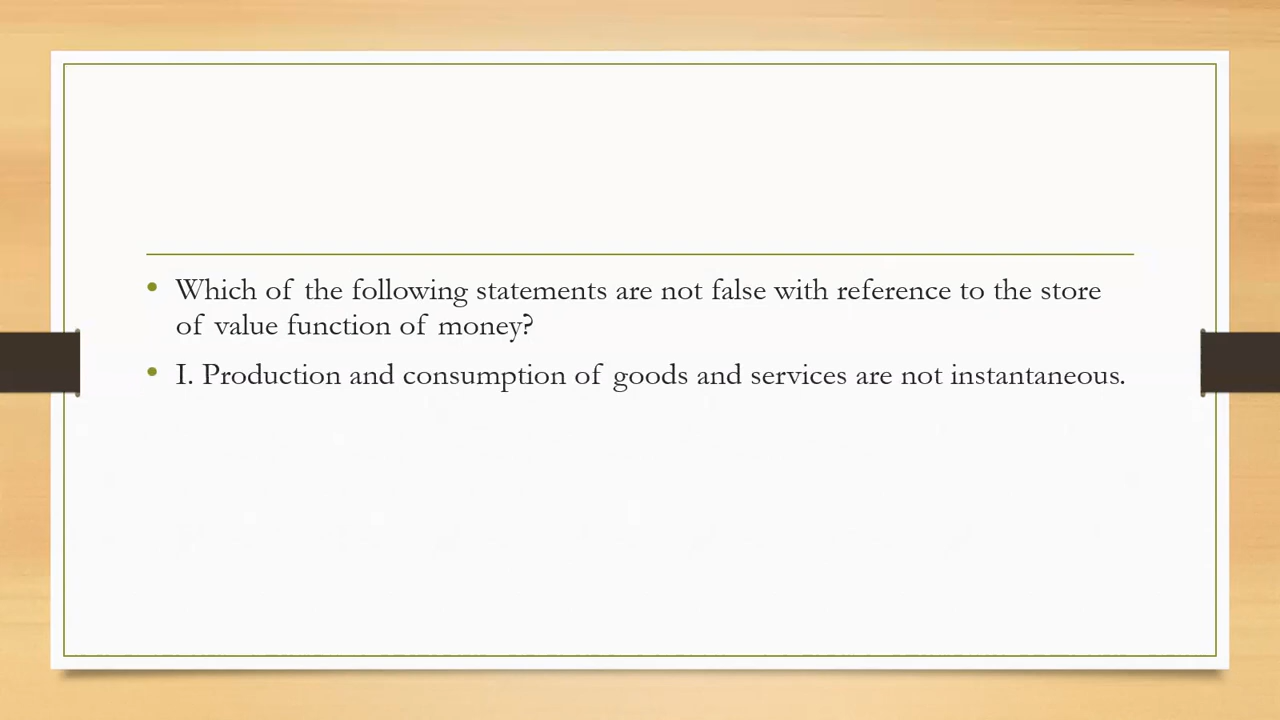 • Which of the following statements are not false with reference to the store
of value function of money?
• I. Production and consumption of goods and services are not instantaneous.